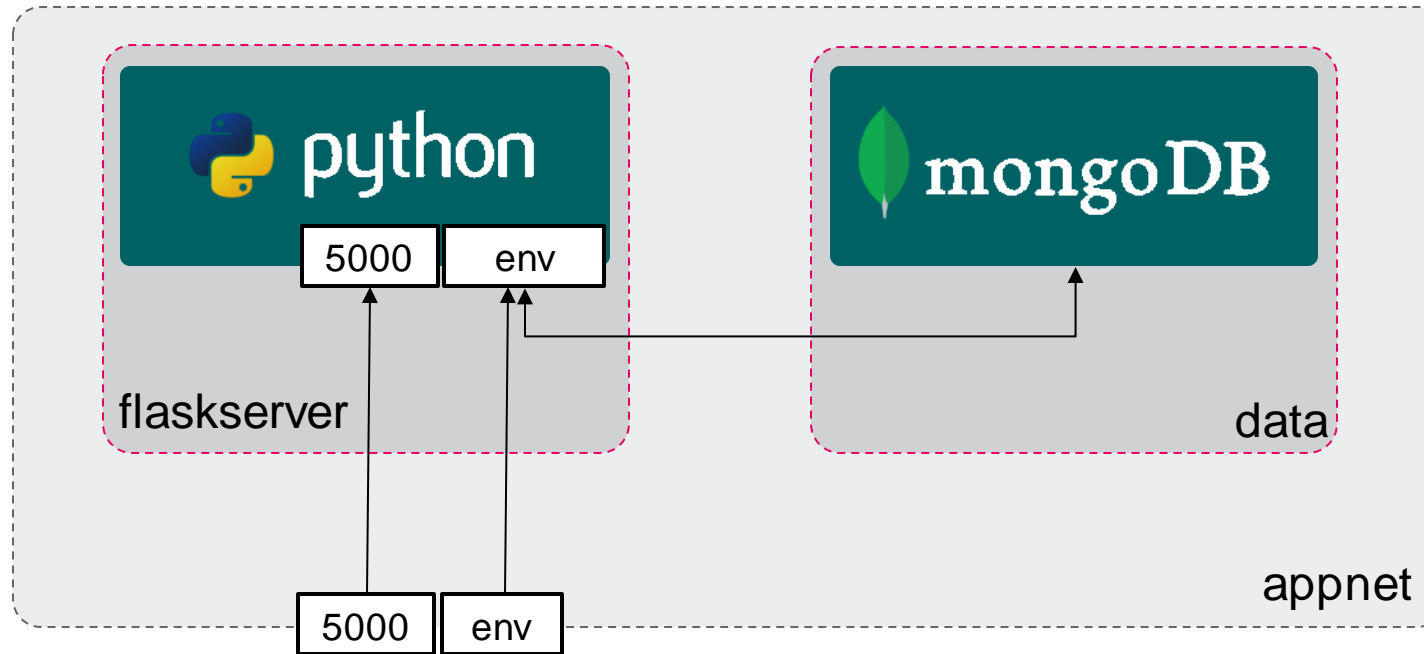 python
mongoDB
5000
env
flaskserver
data
appnet
5000
env